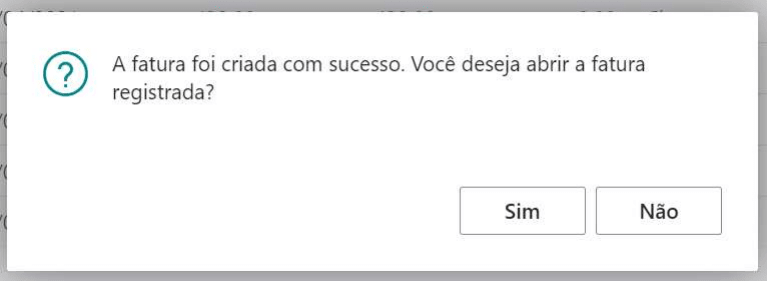 A fatura foi criada com sucesso. Você deseja abrir a fatura
registrada?
Sim Não